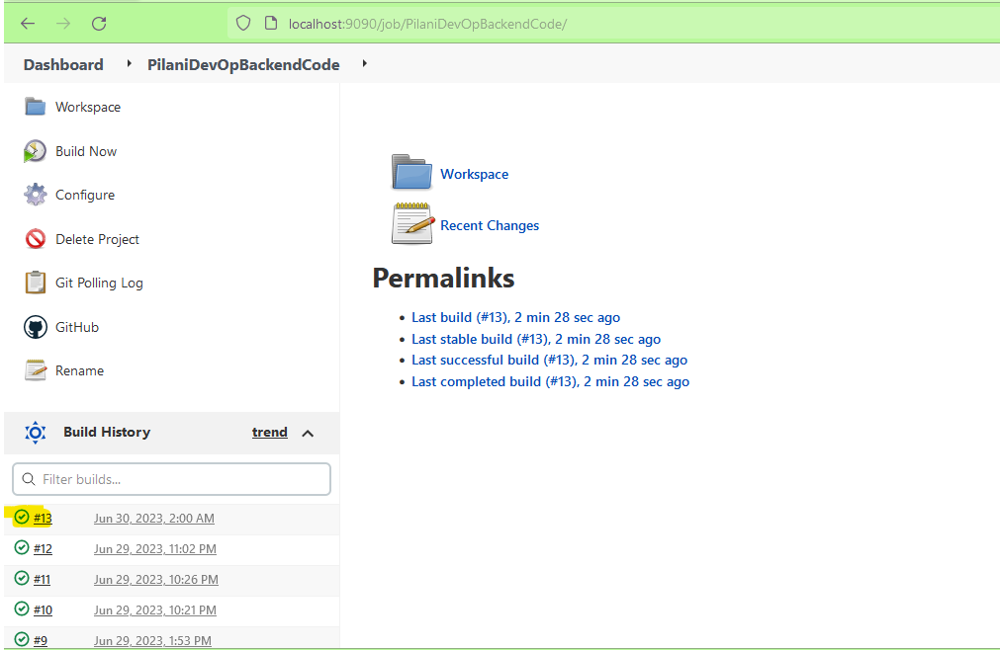 localhost:9090/job/PilaniDevOpBackendCode/
Dashboard PilaniDevOpBackendCode
Workspace
Build Now
Configure
Delete Project
Git Polling Log
GitHub
Rename
Build History trend
Filter builds...
#13 Jun 30, 2023, 2:00 AM
#12 Jun 29, 2023, 11:02 PM
#11 Jun 29, 2023, 10:26 PM
#10 Jun 29, 2023, 10:21 PM
#9 Jun 29, 2023, 1:53 PM
Workspace
Recent Changes
Permalinks
Last build (#13), 2 min 28 sec ago
Last stable build (#13), 2 min 28 sec ago
Last successful build (#13), 2 min 28 sec ago
Last completed build (#13), 2 min 28 sec ago